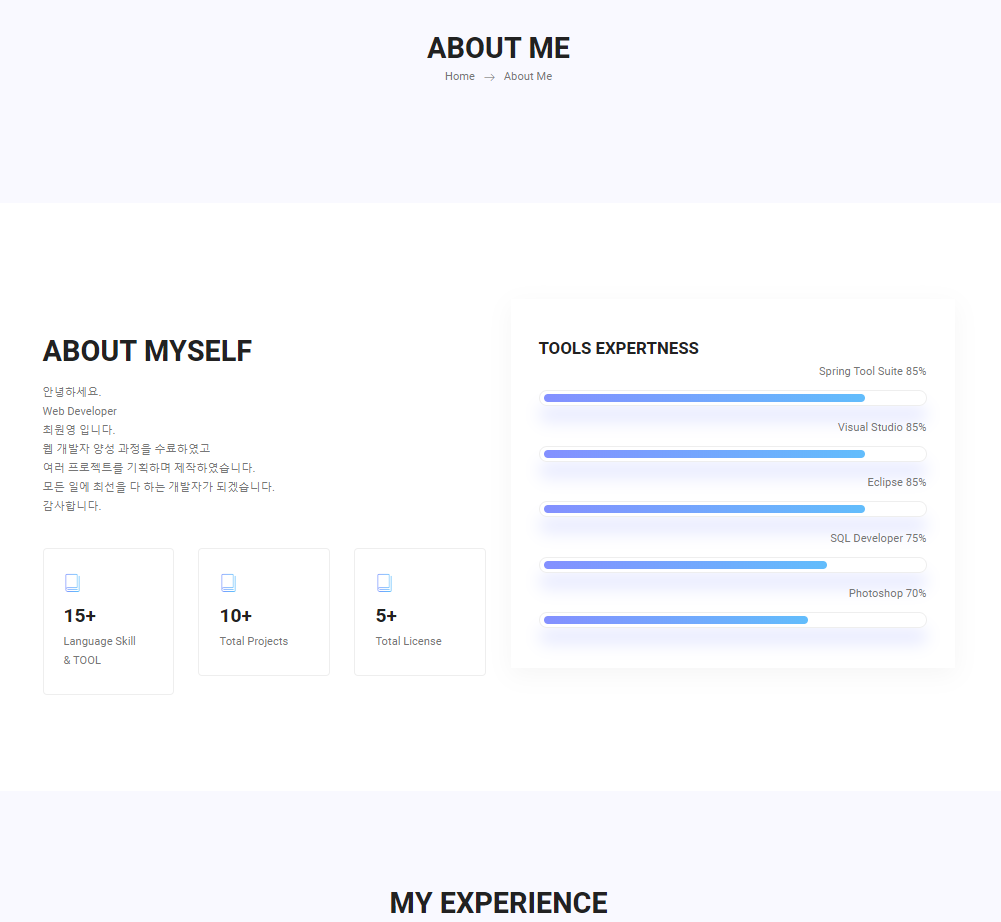 ABOUT ME
Home → About Me
ABOUT MYSELF
안녕하세요.
Web Developer
최원영 입니다.
웹 개발자 양성 과정을 수료하였고
여러 프로젝트를 기획하며 제작하였습니다.
모든 일에 최선을 다 하는 개발자가 되겠습니다.
감사합니다.
15+
Language Skill
& TOOL
10+
Total Projects
5+
Total License
TOOLS EXPERTNESS
Spring Tool Suite 85%
Visual Studio 85%
Eclipse 85%
SQL Developer 75%
Photoshop 70%
MY EXPERIENCE